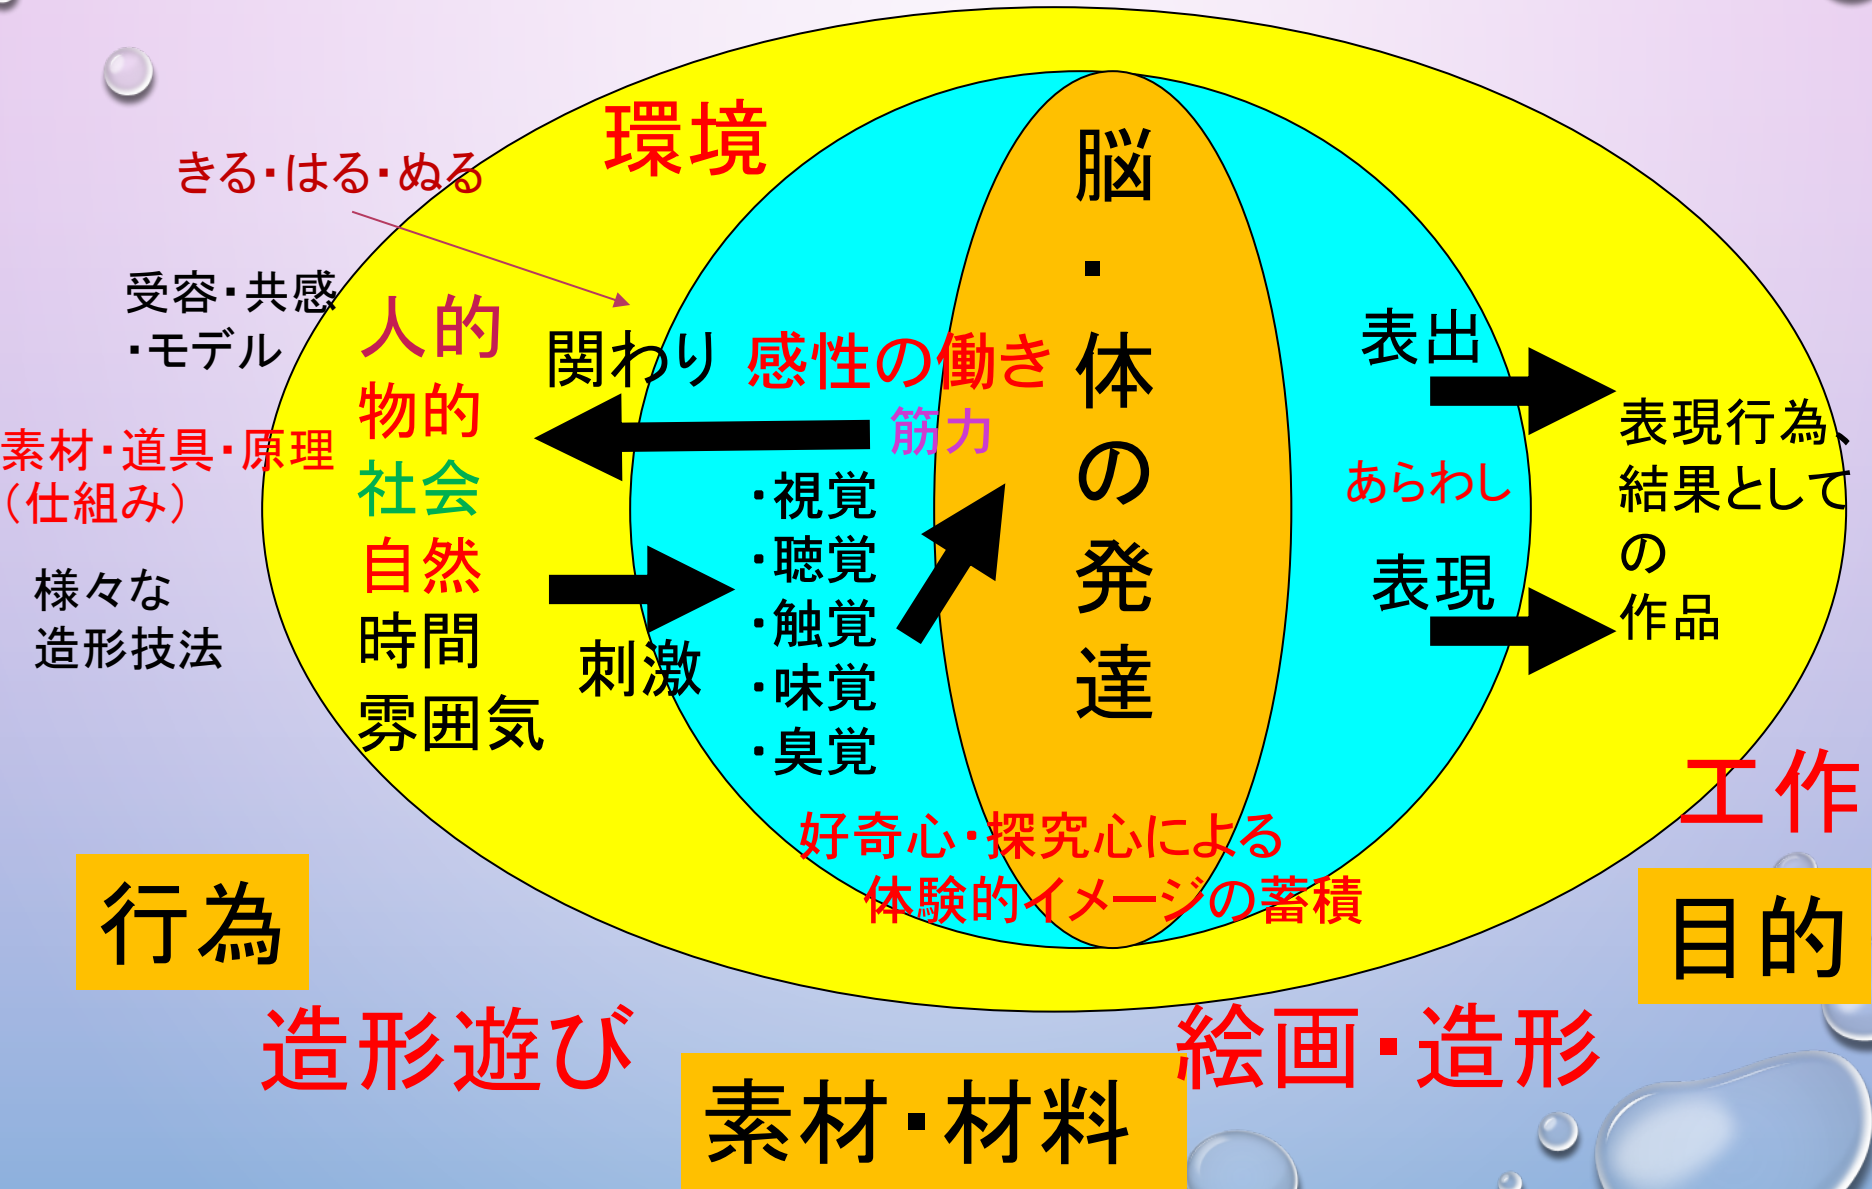 環境
きる・はる・ぬる
受容・共感
・モデル
素材・道具・原理
（仕組み）
様々な
造形技法
人的
物的
社会
自然
時間
雰囲気
関わり
刺激
感性の働き
筋力
・視覚
・聴覚
・触覚
・味覚
・臭覚
脳・体の発達
好奇心・探究心による
体験的イメージの蓄積
表出
あらわし
表現
表現行為、
結果として
の
作品
工作
行為
目的
造形遊び
絵画・造形
素材・材料